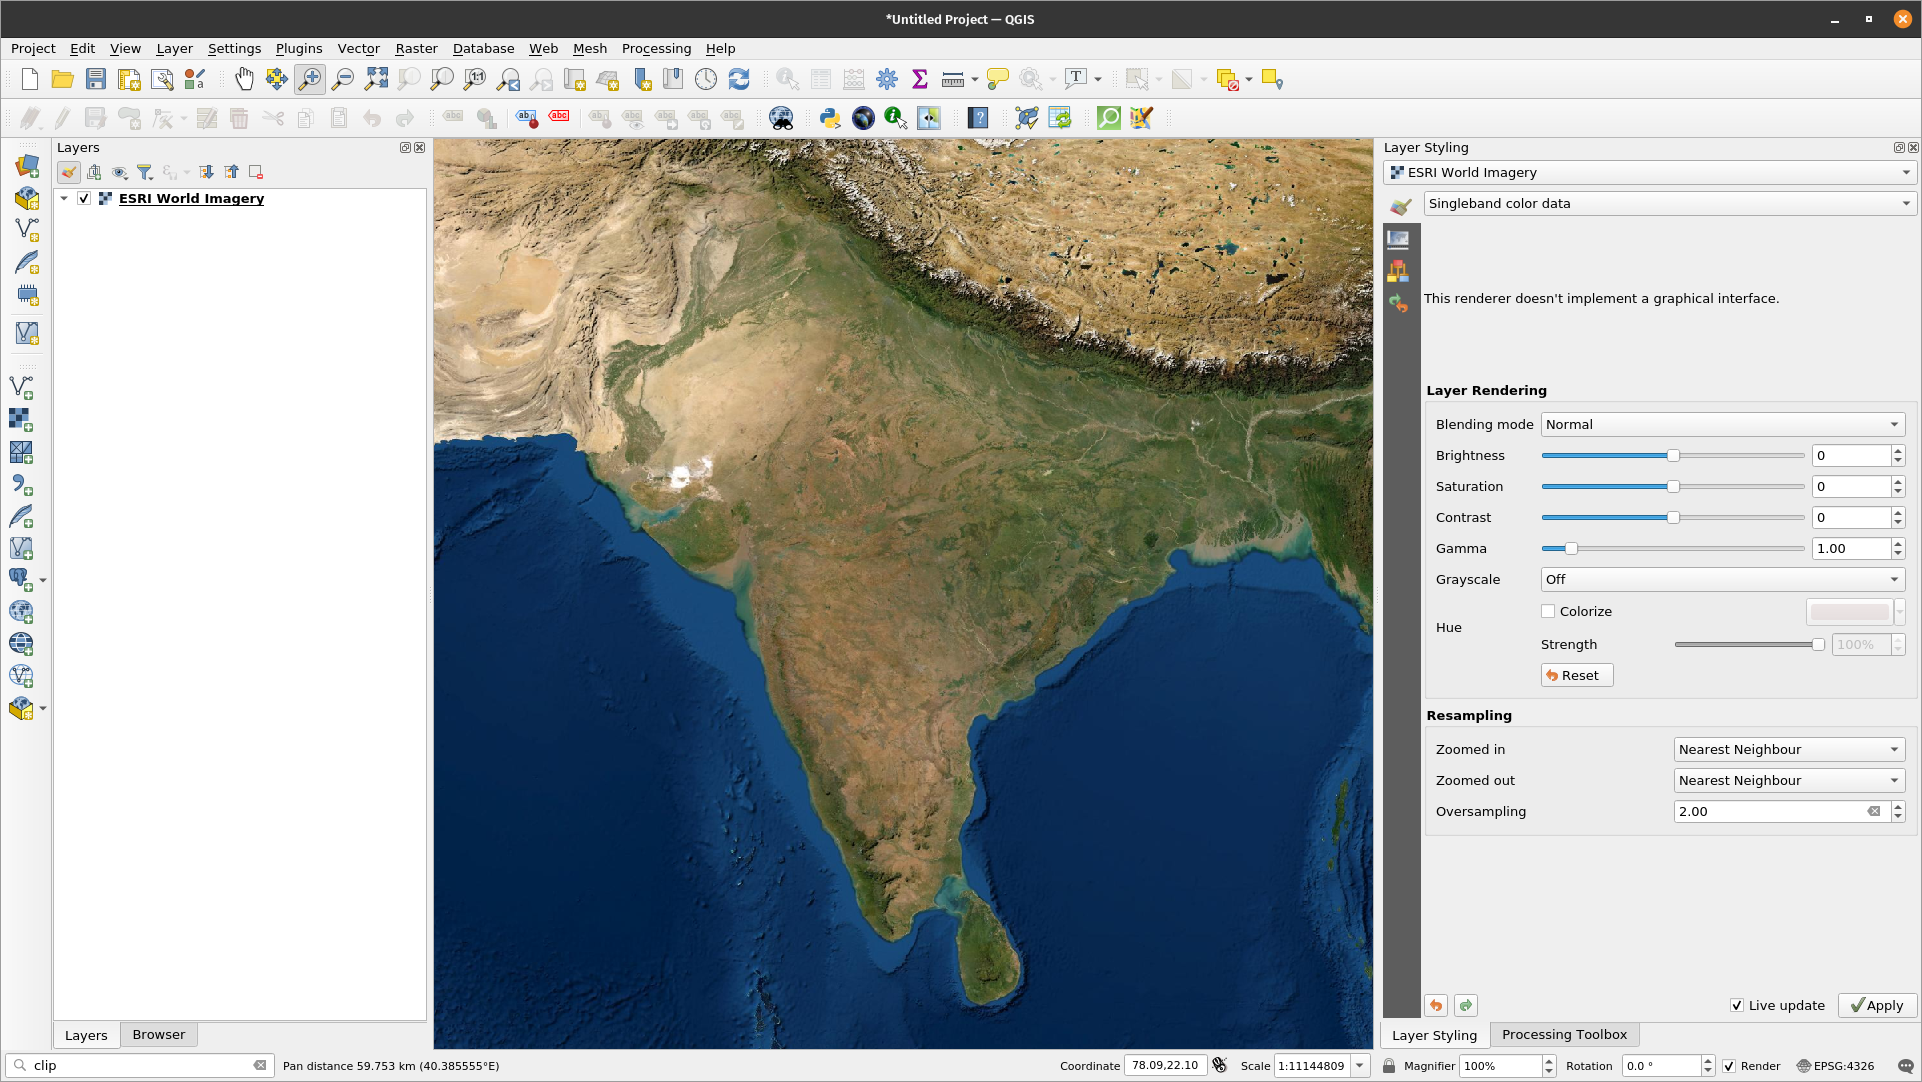 *Untitled Project — QGIS
Project Edit View Layer Settings Plugins Vector Raster Database Web Mesh Processing Help
Layers
ESRI World Imagery
Layers Browser
Layer Styling
ESRI World Imagery
Singleband color data
This renderer doesn't implement a graphical interface.
Layer Rendering
Blending mode Normal
Brightness 0
Saturation 0
Contrast 0
Gamma 1.00
Grayscale Off
Hue
Colorize
Strength 100%
Reset
Resampling
Zoomed in Nearest Neighbour
Zoomed out Nearest Neighbour
Oversampling 2.00
Live update Apply
Layer Styling Processing Toolbox
clip Pan distance 59.753 km (40.385555°E) Coordinate 78.09,22.10 Scale 1:11144809 Magnifier 100% Rotation 0.0 ° Render EPSG:4326